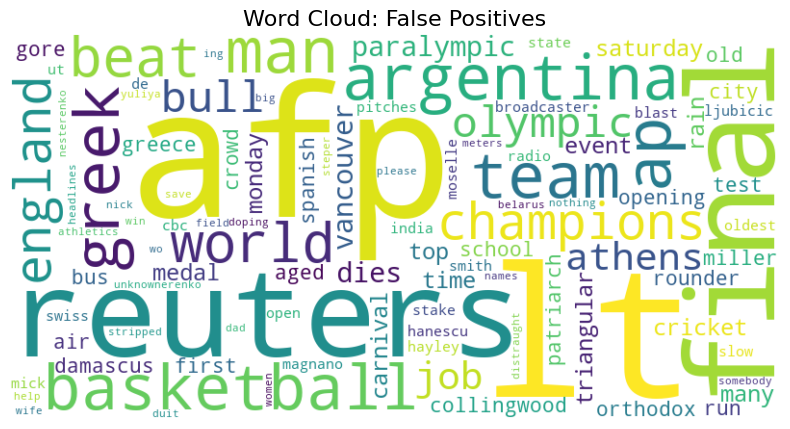 Word Cloud: False Positives
gore
beat
man
ing
paralympic
state
saturday
old
ut
de
yuliya
big
bull
afp
argentina
pitches
broadcaster
city
final
england
nesterenko
greek
greece
crowd
monday
spanish
vancouver
olympic
ap
blast
rain
ljubicic
event
please
moselle
meters
radio
team
headlines
nick
save
steper
belarus
nothing
opening
test
athletics
win
cbc
field
doping
india
champions
oldest
wo
world
top
school
athens
miller
bus
medal
aged
dies
time
smith
names
rounder
unknownrenko
reuters
lt
patriarch
triangular
swiss
stripped
dad
open
carnival
stake
hanescu
cricket
air
hayley
distraught
slow
damascus
first
magnano
mick
help
wife
basketball
women
job
collingwood
orthodox
run
somebody
many
duit